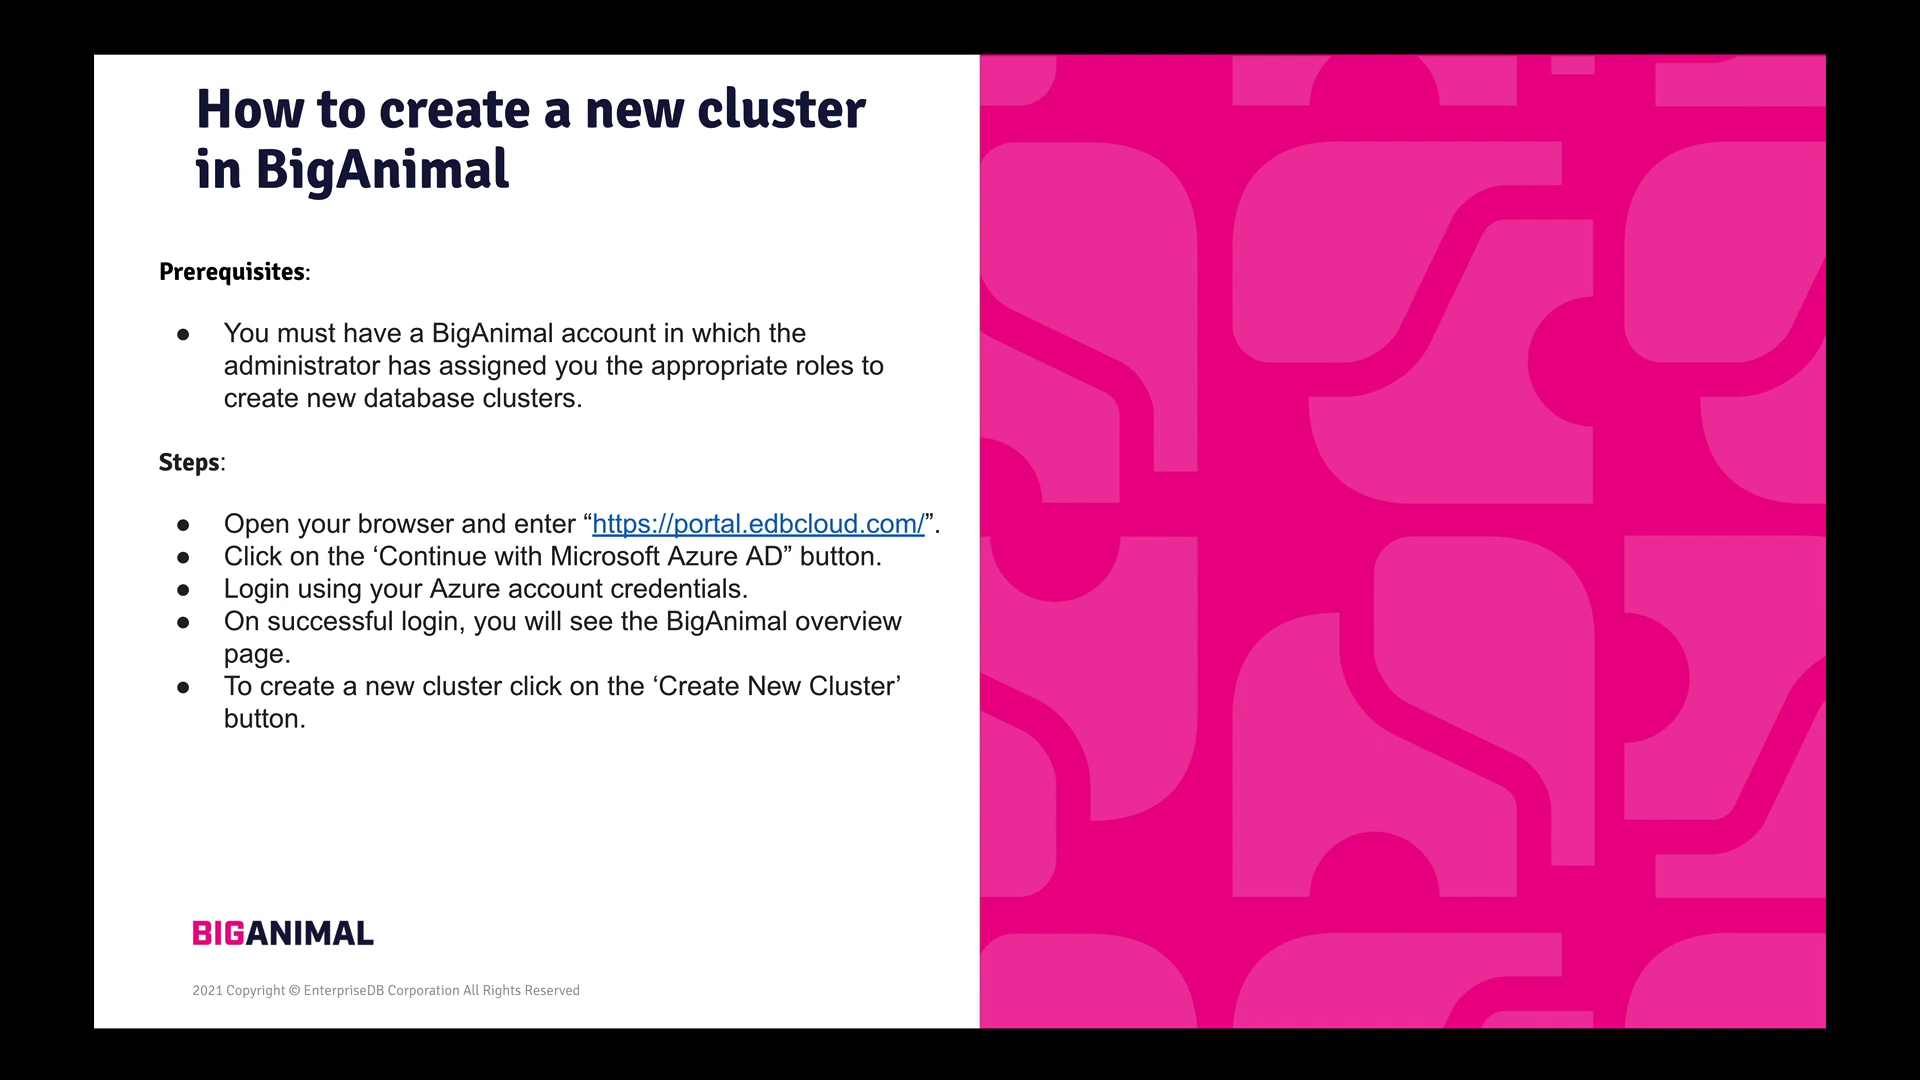 How to create a new cluster
in BigAnimal
Prerequisites:
● You must have a BigAnimal account in which the
administrator has assigned you the appropriate roles to
create new database clusters.
Steps:
● Open your browser and enter “https://portal.edbcloud.com/”.
● Click on the ‘Continue with Microsoft Azure AD” button.
● Login using your Azure account credentials.
● On successful login, you will see the BigAnimal overview
page.
● To create a new cluster click on the ‘Create New Cluster’
button.
BIGANIMAL
2021 Copyright © EnterpriseDB Corporation All Rights Reserved